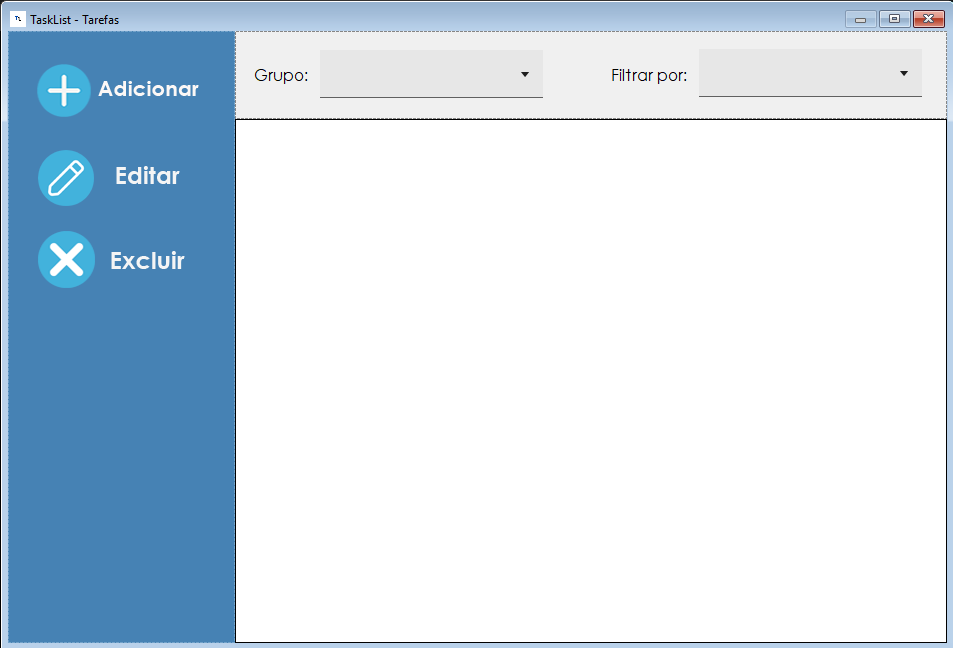 TaskList - Tarefas
Adicionar
Editar
Excluir
Grupo:
Filtrar por: